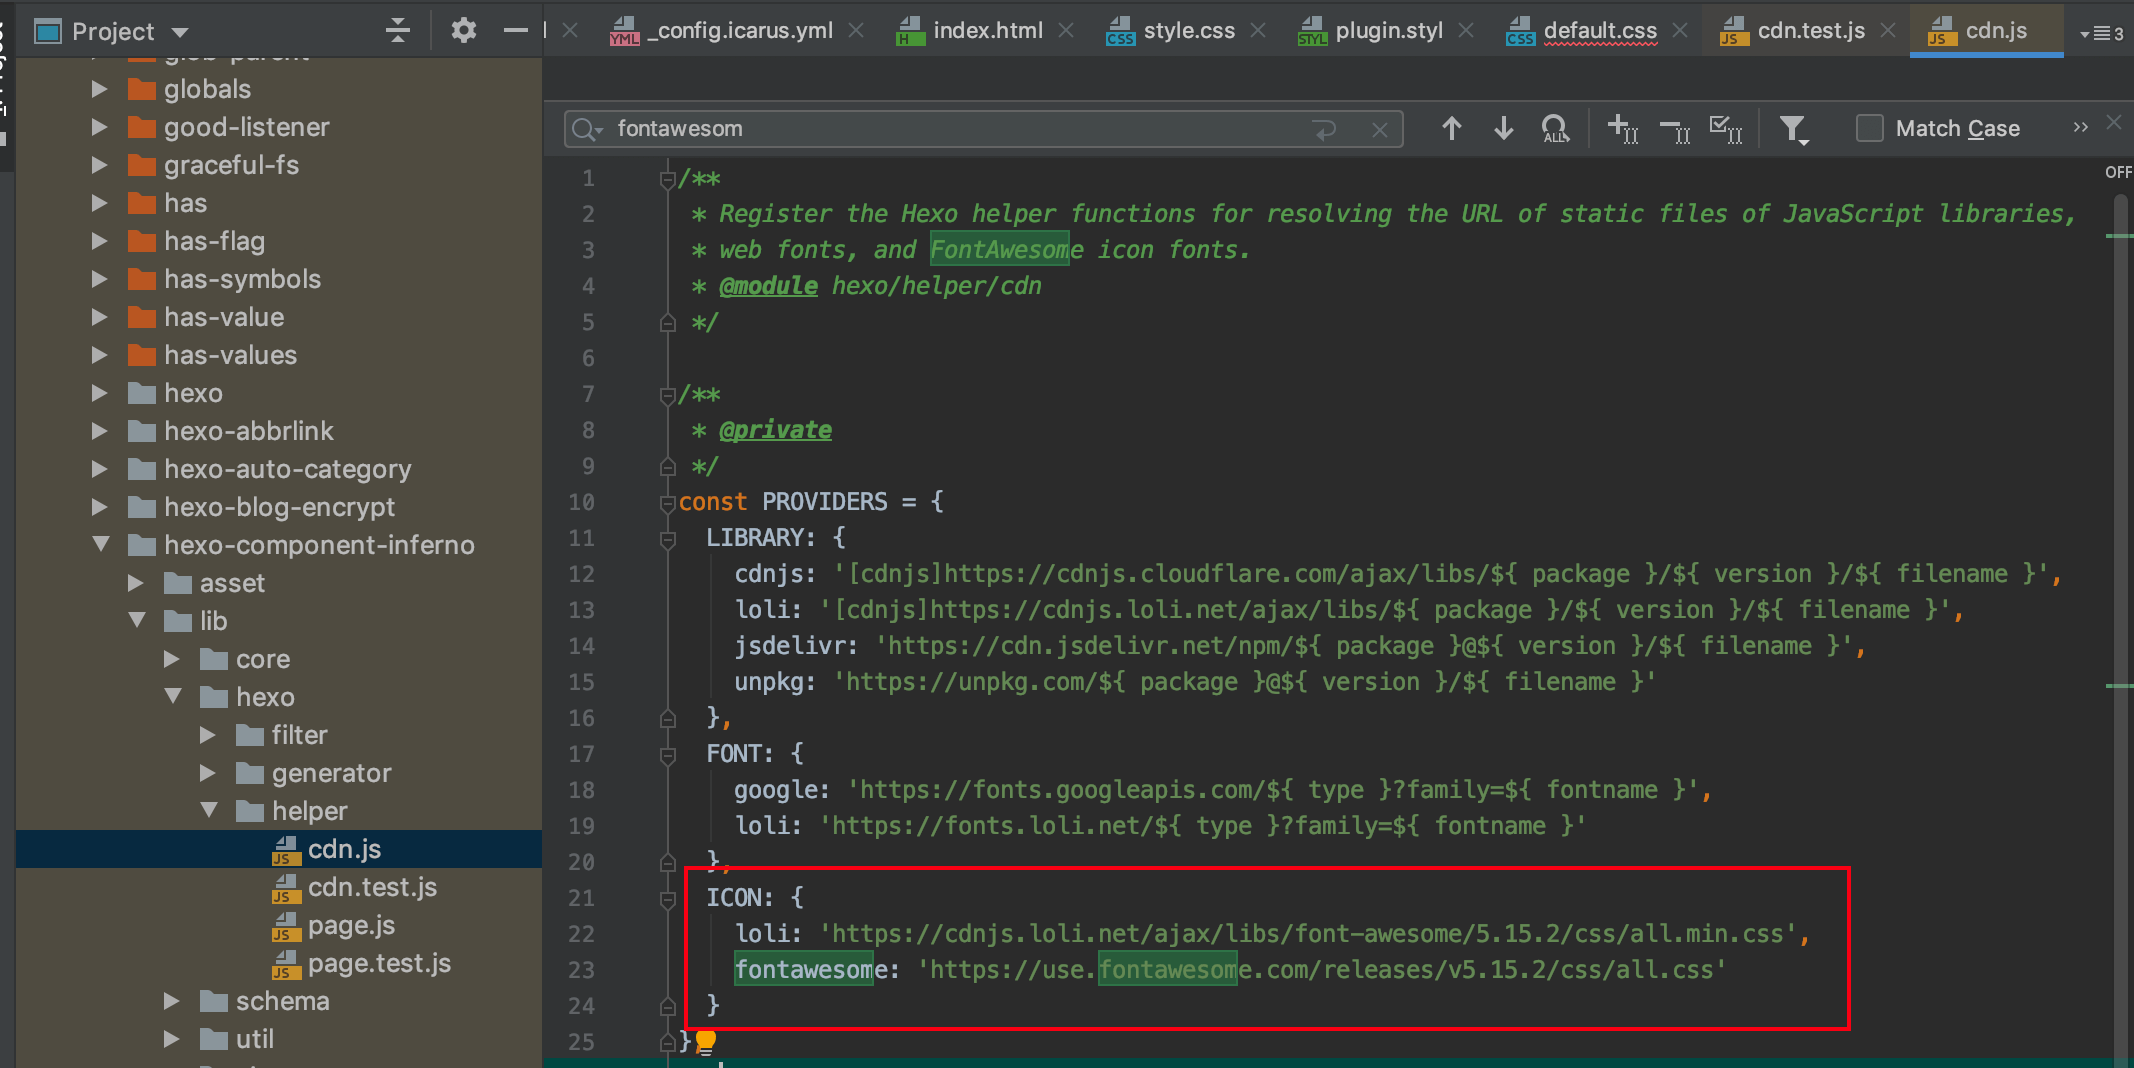 Project
_config.icarus.yml
index.html
style.css
plugin.styl
default.css
cdn.test.js
cdn.js
3
glob-parent
globals
good-listener
graceful-fs
has
has-flag
has-symbols
has-value
has-values
hexo
hexo-abbrlink
hexo-auto-category
hexo-blog-encrypt
hexo-component-inferno
asset
lib
core
hexo
filter
generator
helper
cdn.js
cdn.test.js
page.js
page.test.js
schema
util
fontawesom
Match Case
OFF
1 /**
2 * Register the Hexo helper functions for resolving the URL of static files of JavaScript libraries,
3 * web fonts, and FontAwesome icon fonts.
4 * @module hexo/helper/cdn
5 */
6
7 /**
8 * @private
9 */
10 const PROVIDERS = {
11 LIBRARY: {
12 cdnjs: '[cdnjs]https://cdnjs.cloudflare.com/ajax/libs/${ package }/${ version }/${ filename }',
13 loli: '[cdnjs]https://cdnjs.loli.net/ajax/libs/${ package }/${ version }/${ filename }',
14 jsdelivr: 'https://cdn.jsdelivr.net/npm/${ package }@${ version }/${ filename }',
15 unpkg: 'https://unpkg.com/${ package }@${ version }/${ filename }'
16 },
17 FONT: {
18 google: 'https://fonts.googleapis.com/${ type }?family=${ fontname }',
19 loli: 'https://fonts.loli.net/${ type }?family=${ fontname }'
20 },
21 ICON: {
22 loli: 'https://cdnjs.loli.net/ajax/libs/font-awesome/5.15.2/css/all.min.css',
23 fontawesome: 'https://use.fontawesome.com/releases/v5.15.2/css/all.css'
24 }
25 };